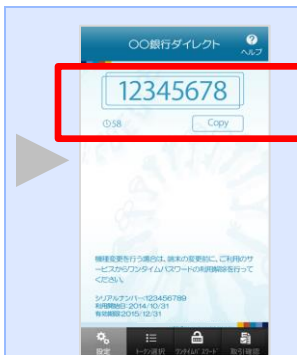 〇〇銀行ダイレクト
?
ヘルプ
12345678
58
Copy
機種変更を行う場合は、端末の変更前に、ご利用のサ
ービスからワンタイムパスワードの利用解除を行って
ください。
シリアルナンバー:123456789
利用開始日:2014/10/31
有効期限:2015/12/31
設定
トークン選択
ワンタイムパスワード
取引確認